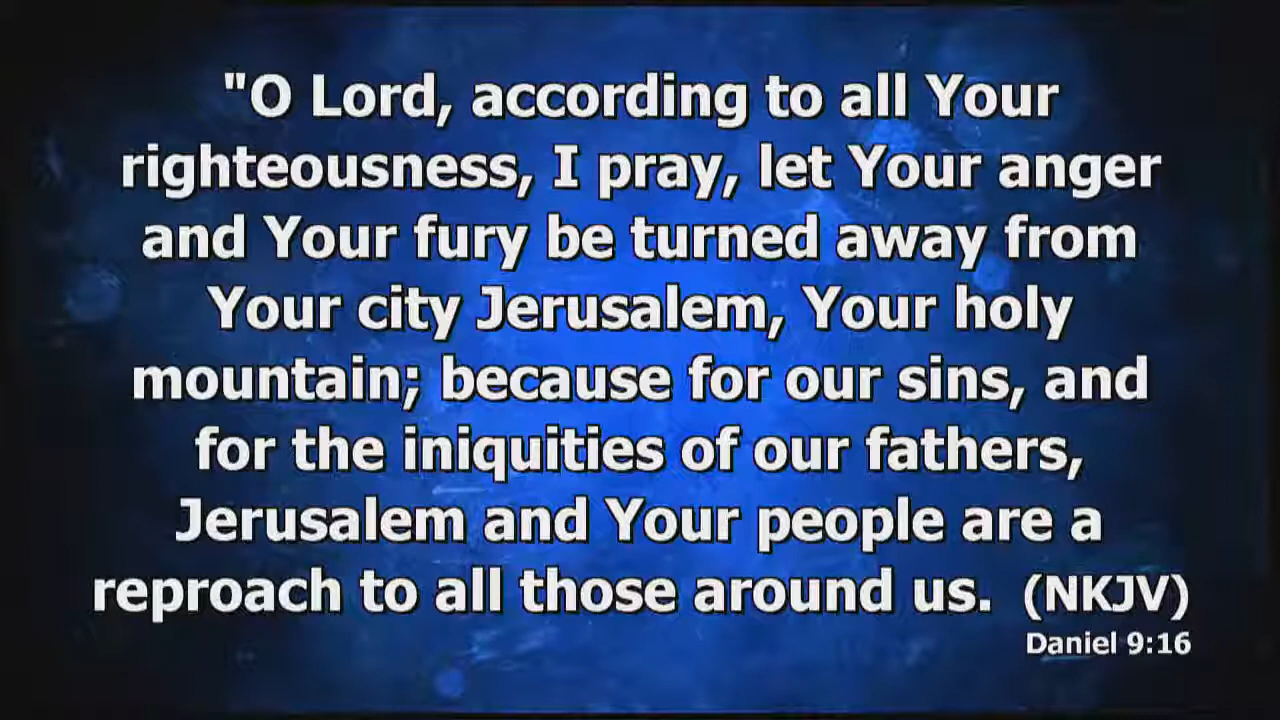 "O Lord, according to all Your
righteousness, I pray, let Your anger
and Your fury be turned away from
Your city Jerusalem, Your holy
mountain; because for our sins, and
for the iniquities of our fathers,
Jerusalem and Your people are a
reproach to all those around us.  (NKJV)
Daniel 9:16